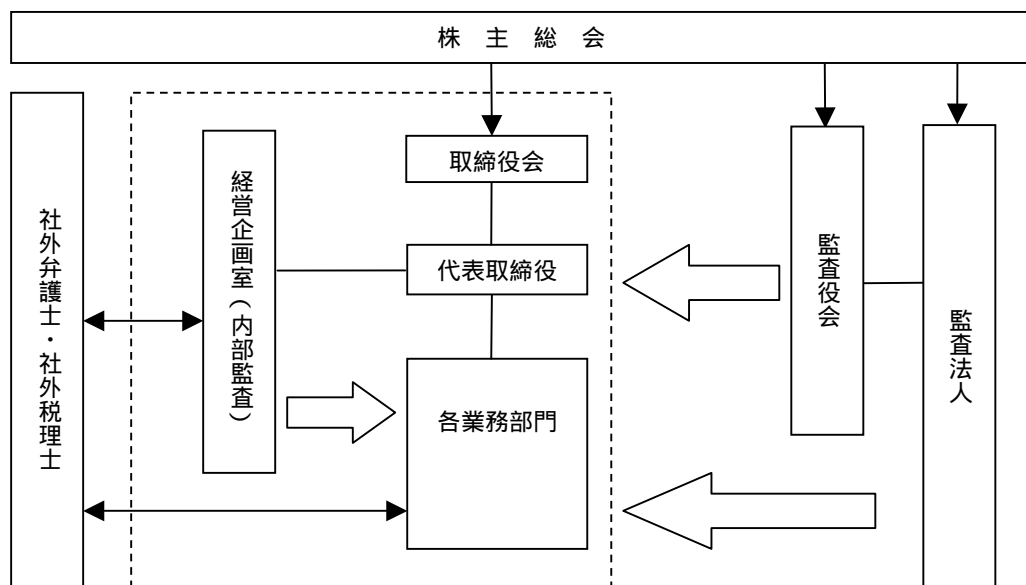 株 主 総 会
取締役会
経営企画室（内部監査）
社外弁護士・社外税理士
代表取締役
監査役会
監査法人
各業務部門